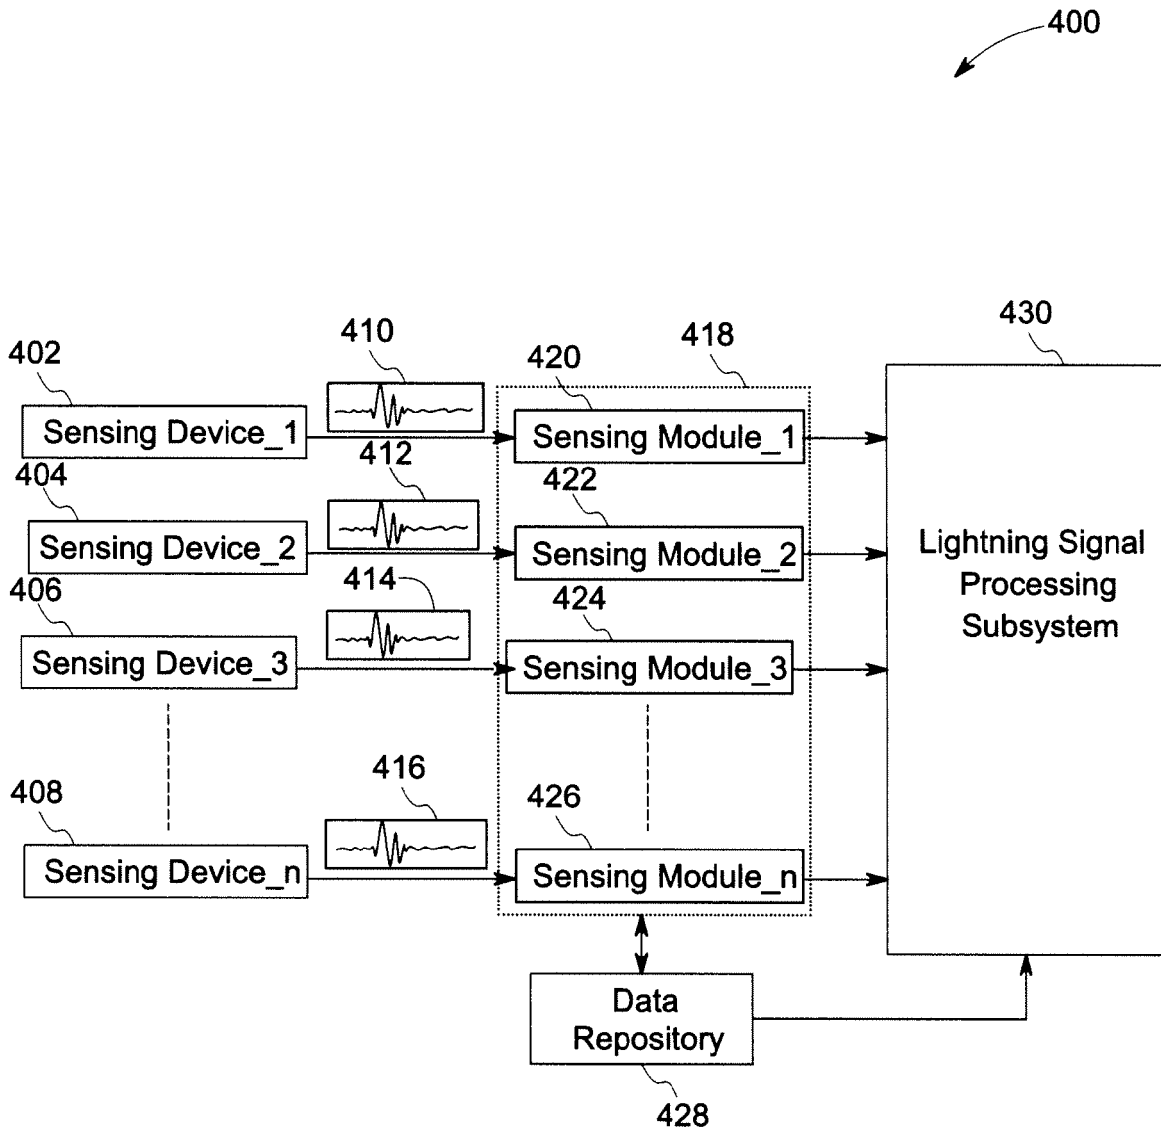 400
430
410
418
402
420
Sensing Device_1
Sensing Module_1
412
404
422
Sensing Device_2
Sensing Module_2
Lightning Signal
Processing
Subsystem
414
406
424
Sensing Device_3
Sensing Module_3
416
408
426
Sensing Device_n
Sensing Module_n
Data
Repository
428